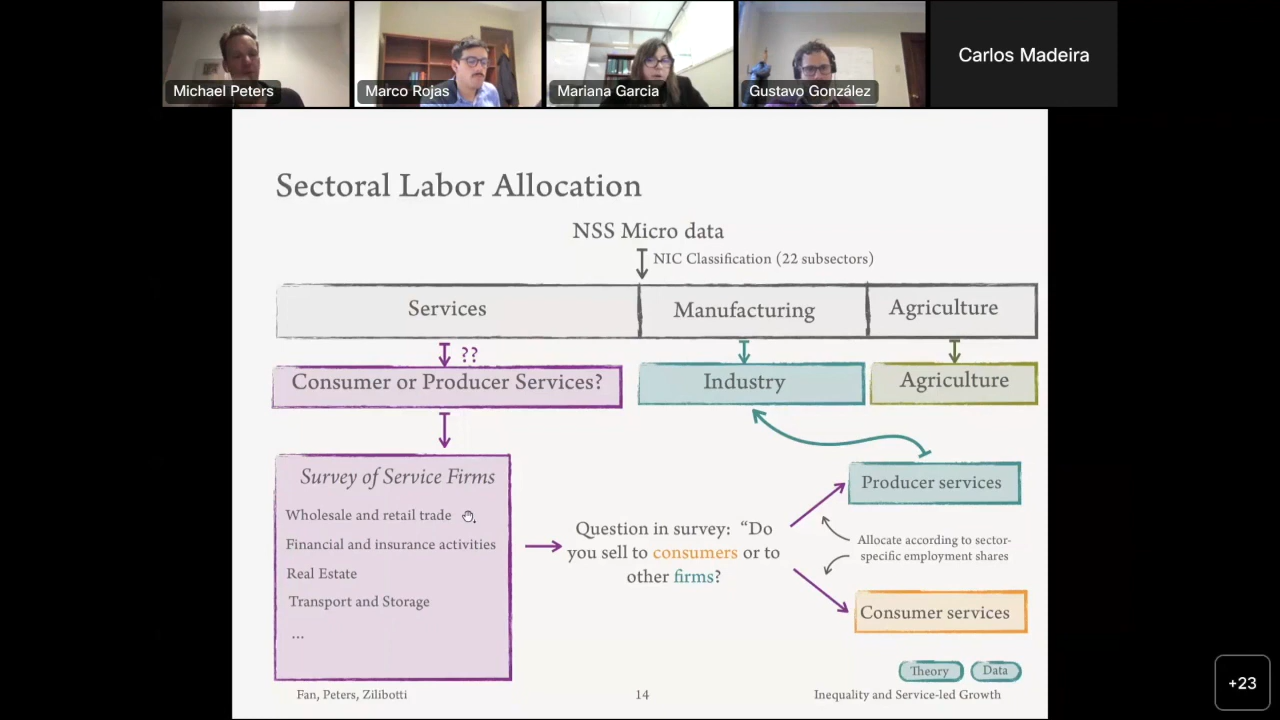 Michael Peters
Marco Rojas
Mariana Garcia
Gustavo González
Carlos Madeira
Sectoral Labor Allocation
NSS Micro data
NIC Classification (22 subsectors)
Services
Manufacturing
Agriculture
??
Consumer or Producer Services?
Industry
Agriculture
Survey of Service Firms
Wholesale and retail trade
Financial and insurance activities
Real Estate
Transport and Storage
...
Question in survey: “Do
you sell to consumers or to
other firms?
Producer services
Allocate according to sector-
specific employment shares
Consumer services
Theory
Data
Fan, Peters, Zilibotti
14
Inequality and Service-led Growth
+23